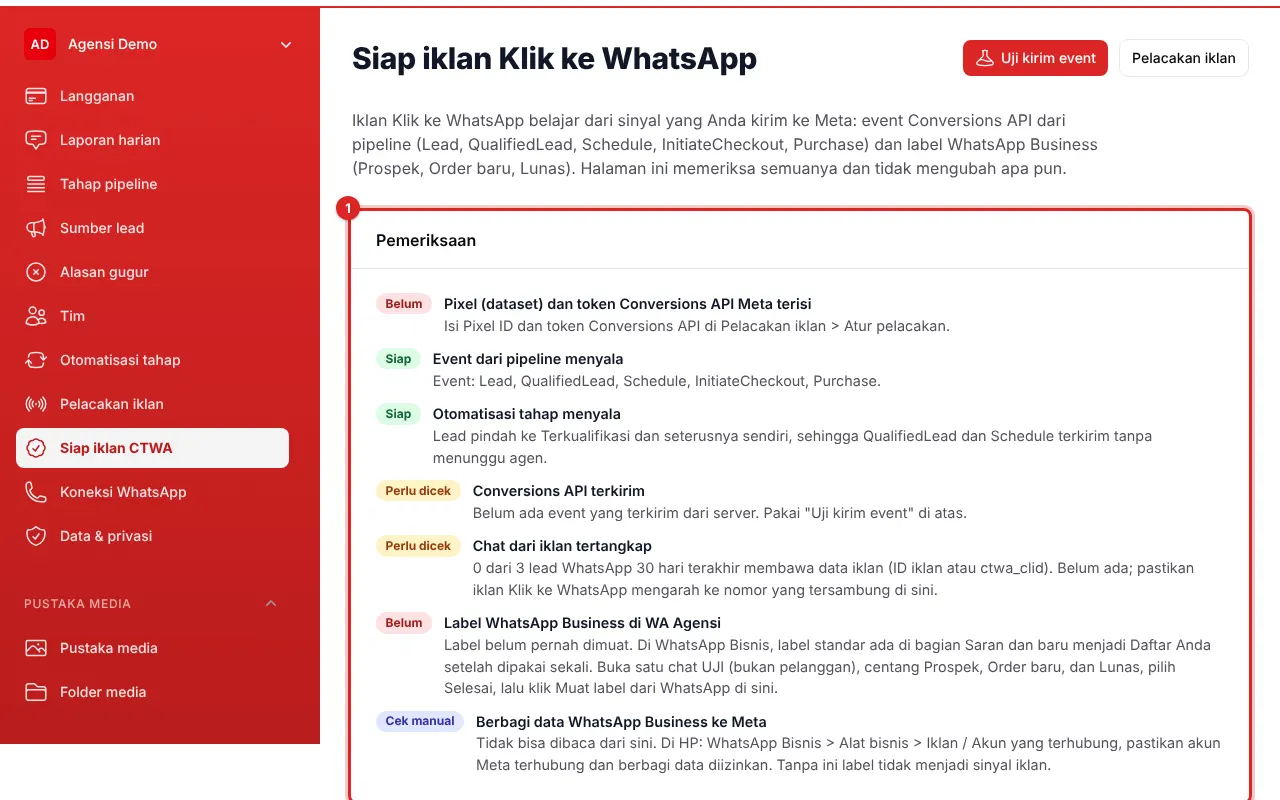 AD Agensi Demo
Langganan
Laporan harian
Tahap pipeline
Sumber lead
Alasan gugur
Tim
Otomatisasi tahap
Pelacakan iklan
Siap iklan CTWA
Koneksi WhatsApp
Data & privasi
PUSTAKA MEDIA
Pustaka media
Folder media
Siap iklan Klik ke WhatsApp
Uji kirim event
Pelacakan iklan
Iklan Klik ke WhatsApp belajar dari sinyal yang Anda kirim ke Meta: event Conversions API dari
pipeline (Lead, QualifiedLead, Schedule, InitiateCheckout, Purchase) dan label WhatsApp Business
(Prospek, Order baru, Lunas). Halaman ini memeriksa semuanya dan tidak mengubah apa pun.
1
Pemeriksaan
Belum Pixel (dataset) dan token Conversions API Meta terisi
Isi Pixel ID dan token Conversions API di Pelacakan iklan > Atur pelacakan.
Siap Event dari pipeline menyala
Event: Lead, QualifiedLead, Schedule, InitiateCheckout, Purchase.
Siap Otomatisasi tahap menyala
Lead pindah ke Terkualifikasi dan seterusnya sendiri, sehingga QualifiedLead dan Schedule terkirim tanpa
menunggu agen.
Perlu dicek Conversions API terkirim
Belum ada event yang terkirim dari server. Pakai "Uji kirim event" di atas.
Perlu dicek Chat dari iklan tertangkap
0 dari 3 lead WhatsApp 30 hari terakhir membawa data iklan (ID iklan atau ctwa_clid). Belum ada; pastikan
iklan Klik ke WhatsApp mengarah ke nomor yang tersambung di sini.
Belum Label WhatsApp Business di WA Agensi
Label belum pernah dimuat. Di WhatsApp Bisnis, label standar ada di bagian Saran dan baru menjadi Daftar Anda
setelah dipakai sekali. Buka satu chat UJI (bukan pelanggan), centang Prospek, Order baru, dan Lunas, pilih
Selesai, lalu klik Muat label dari WhatsApp di sini.
Cek manual Berbagi data WhatsApp Business ke Meta
Tidak bisa dibaca dari sini. Di HP: WhatsApp Bisnis > Alat bisnis > Iklan / Akun yang terhubung, pastikan akun
Meta terhubung dan berbagi data diizinkan. Tanpa ini label tidak menjadi sinyal iklan.